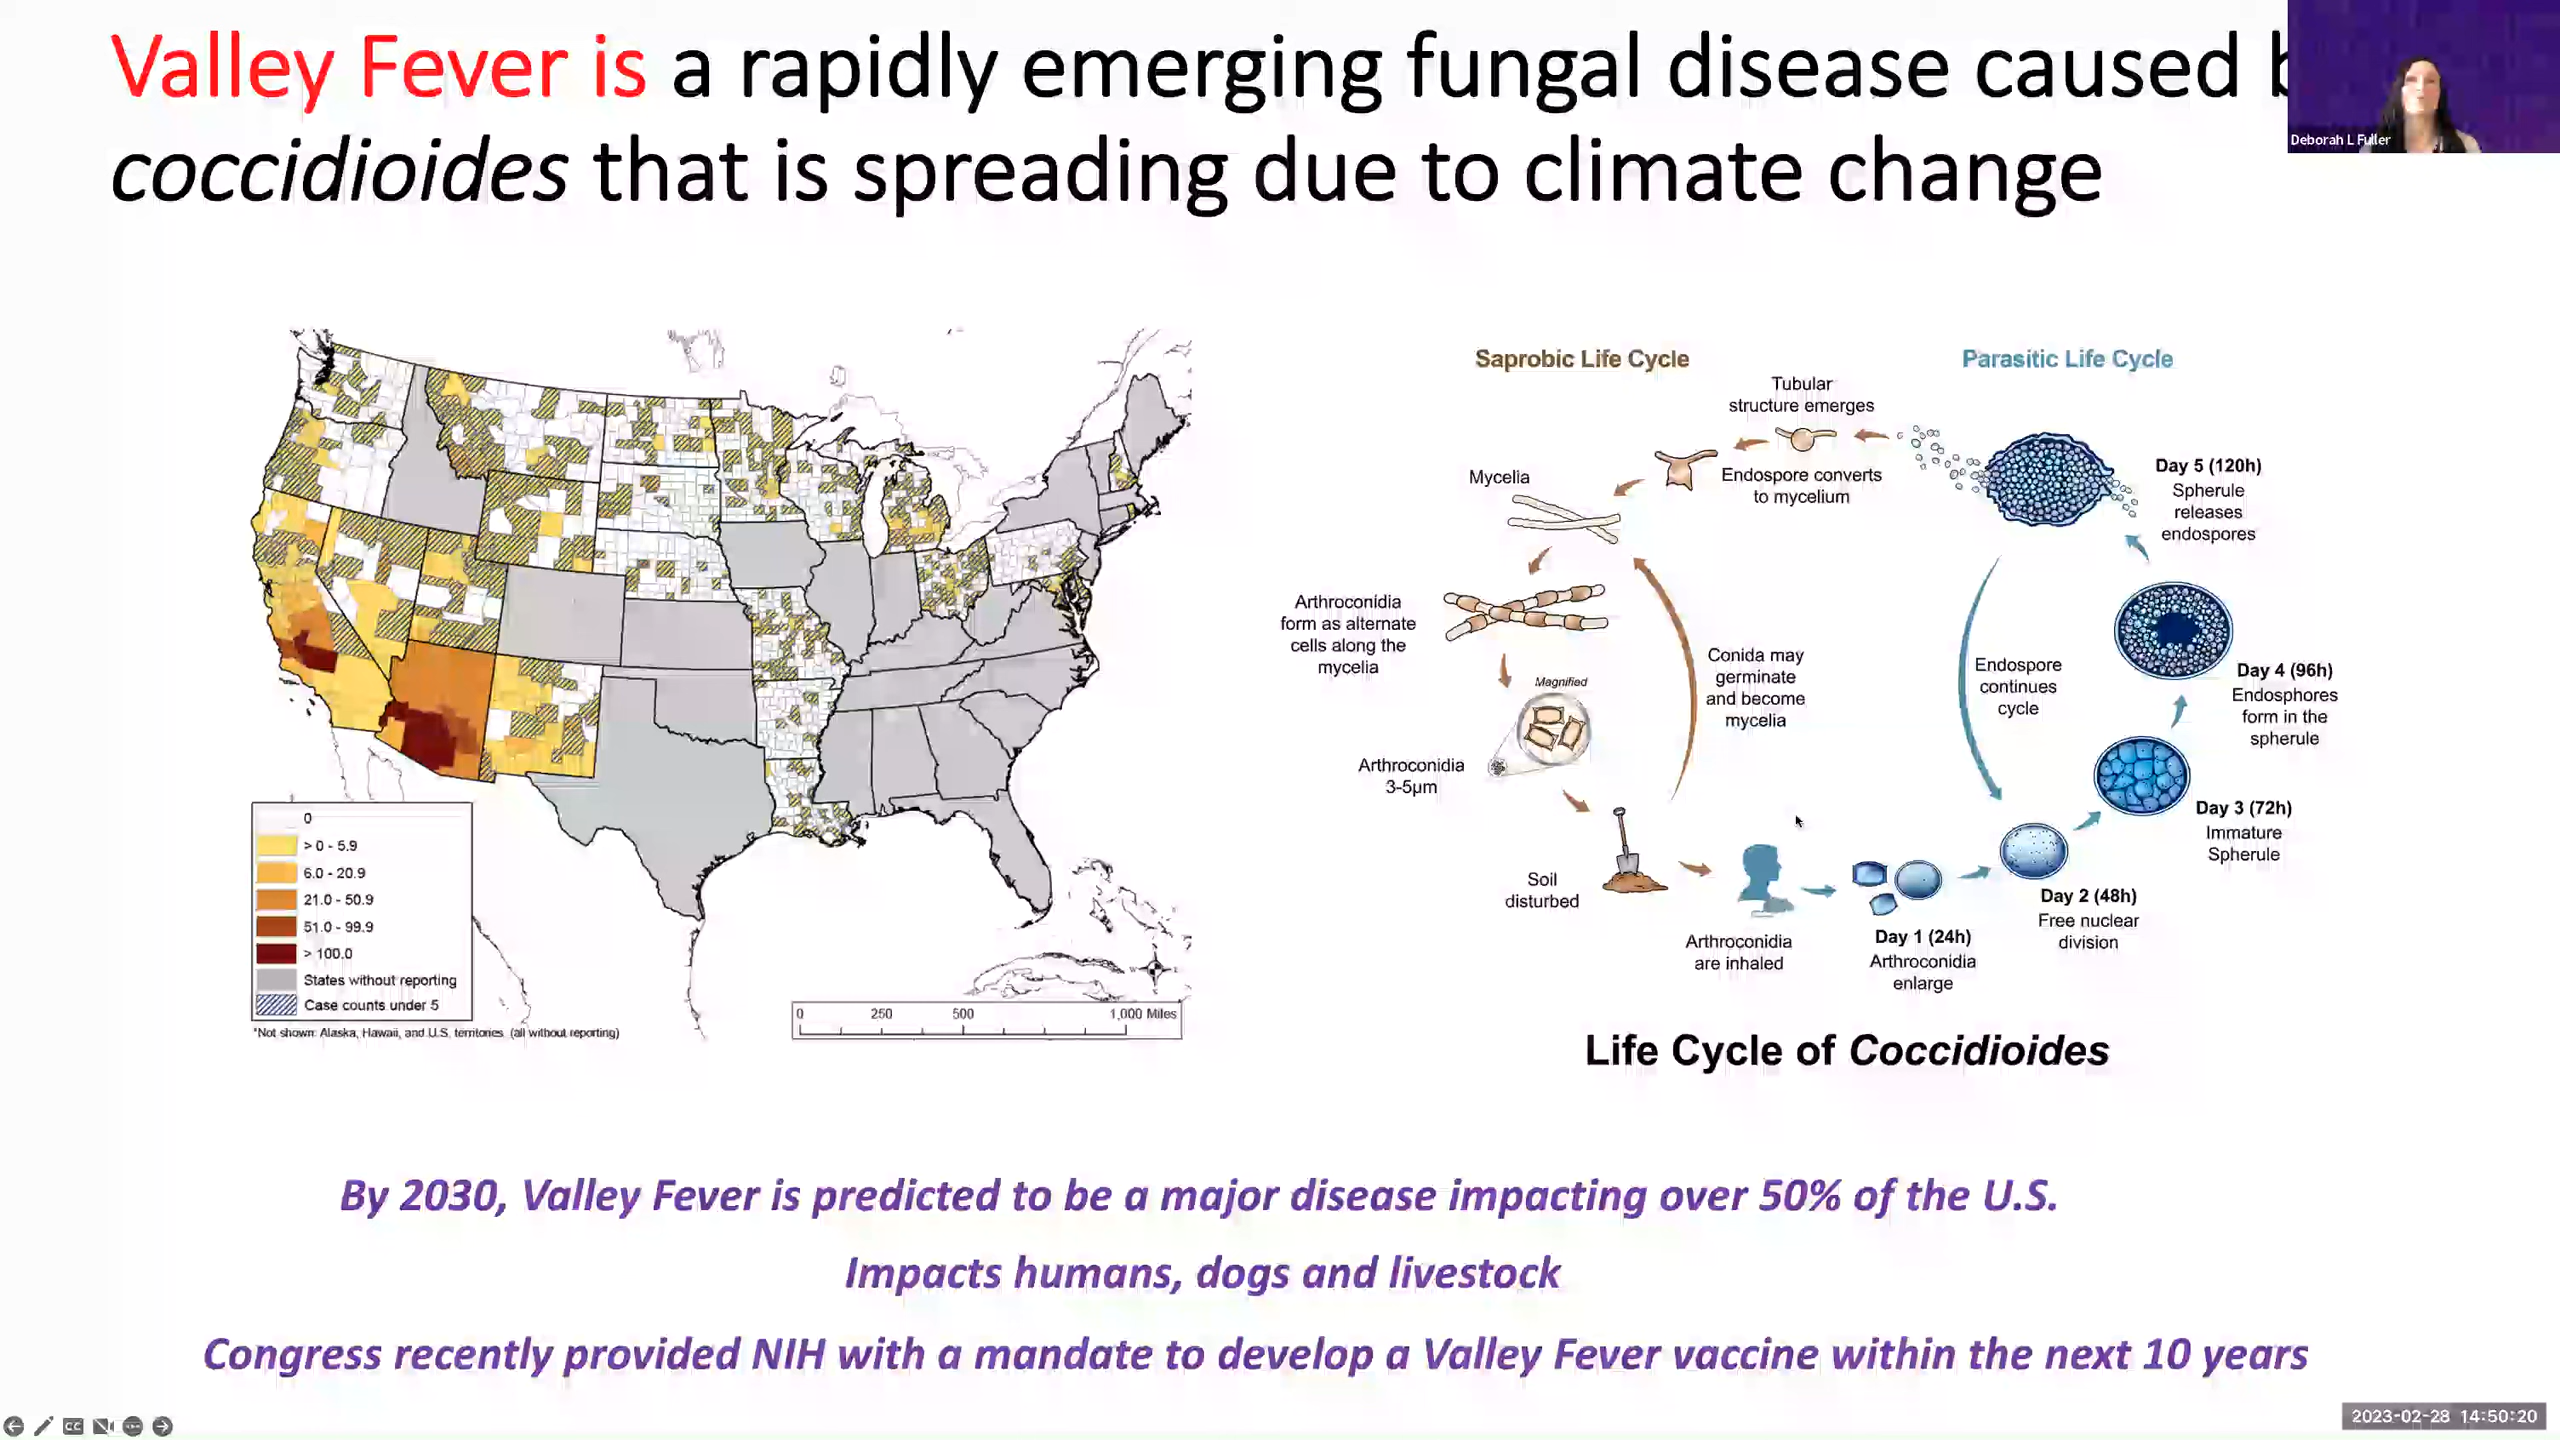 Valley Fever is a rapidly emerging fungal disease caused
coccidioides that is spreading due to climate change
Deborah L Fuller
0
> 0 - 5.9
6.0 - 20.9
21.0 - 50.9
51.0 - 99.9
> 100.0
States without reporting
Case counts under 5
*Not shown: Alaska, Hawaii, and U.S. territories (all without reporting)
0 250 500 1,000 Miles
Saprobic Life Cycle
Parasitic Life Cycle
Tubular
structure emerges
Endospore converts
to mycelium
Mycelia
Arthroconidia
form as alternate
cells along the
mycelia
Magnified
Arthroconidia
3-5µm
Conida may
germinate
and become
mycelia
Soil
disturbed
Arthroconidia
are inhaled
Day 1 (24h)
Arthroconidia
enlarge
Day 2 (48h)
Free nuclear
division
Day 3 (72h)
Immature
Spherule
Day 4 (96h)
Endosphores
form in the
spherule
Day 5 (120h)
Spherule
releases
endospores
Endospore
continues
cycle
Life Cycle of Coccidioides
By 2030, Valley Fever is predicted to be a major disease impacting over 50% of the U.S.
Impacts humans, dogs and livestock
Congress recently provided NIH with a mandate to develop a Valley Fever vaccine within the next 10 years
CC
2023-02-28 14:50:20